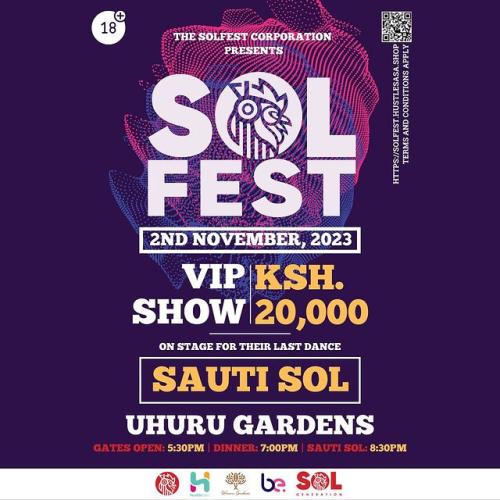 18+
THE SOLFEST CORPORATION
PRESENTS
SOL
FEST
2ND NOVEMBER, 2023
VIP SHOW
KSH. 20,000
ON STAGE FOR THEIR LAST DANCE
SAUTI SOL
UHURU GARDENS
GATES OPEN: 5:30PM | DINNER: 7:00PM | SAUTI SOL: 8:30PM
HTTPS://SOLFEST.HUSTLESASA.SHOP
TERMS AND CONDITIONS APPLY
be.
SOL
GENERATION